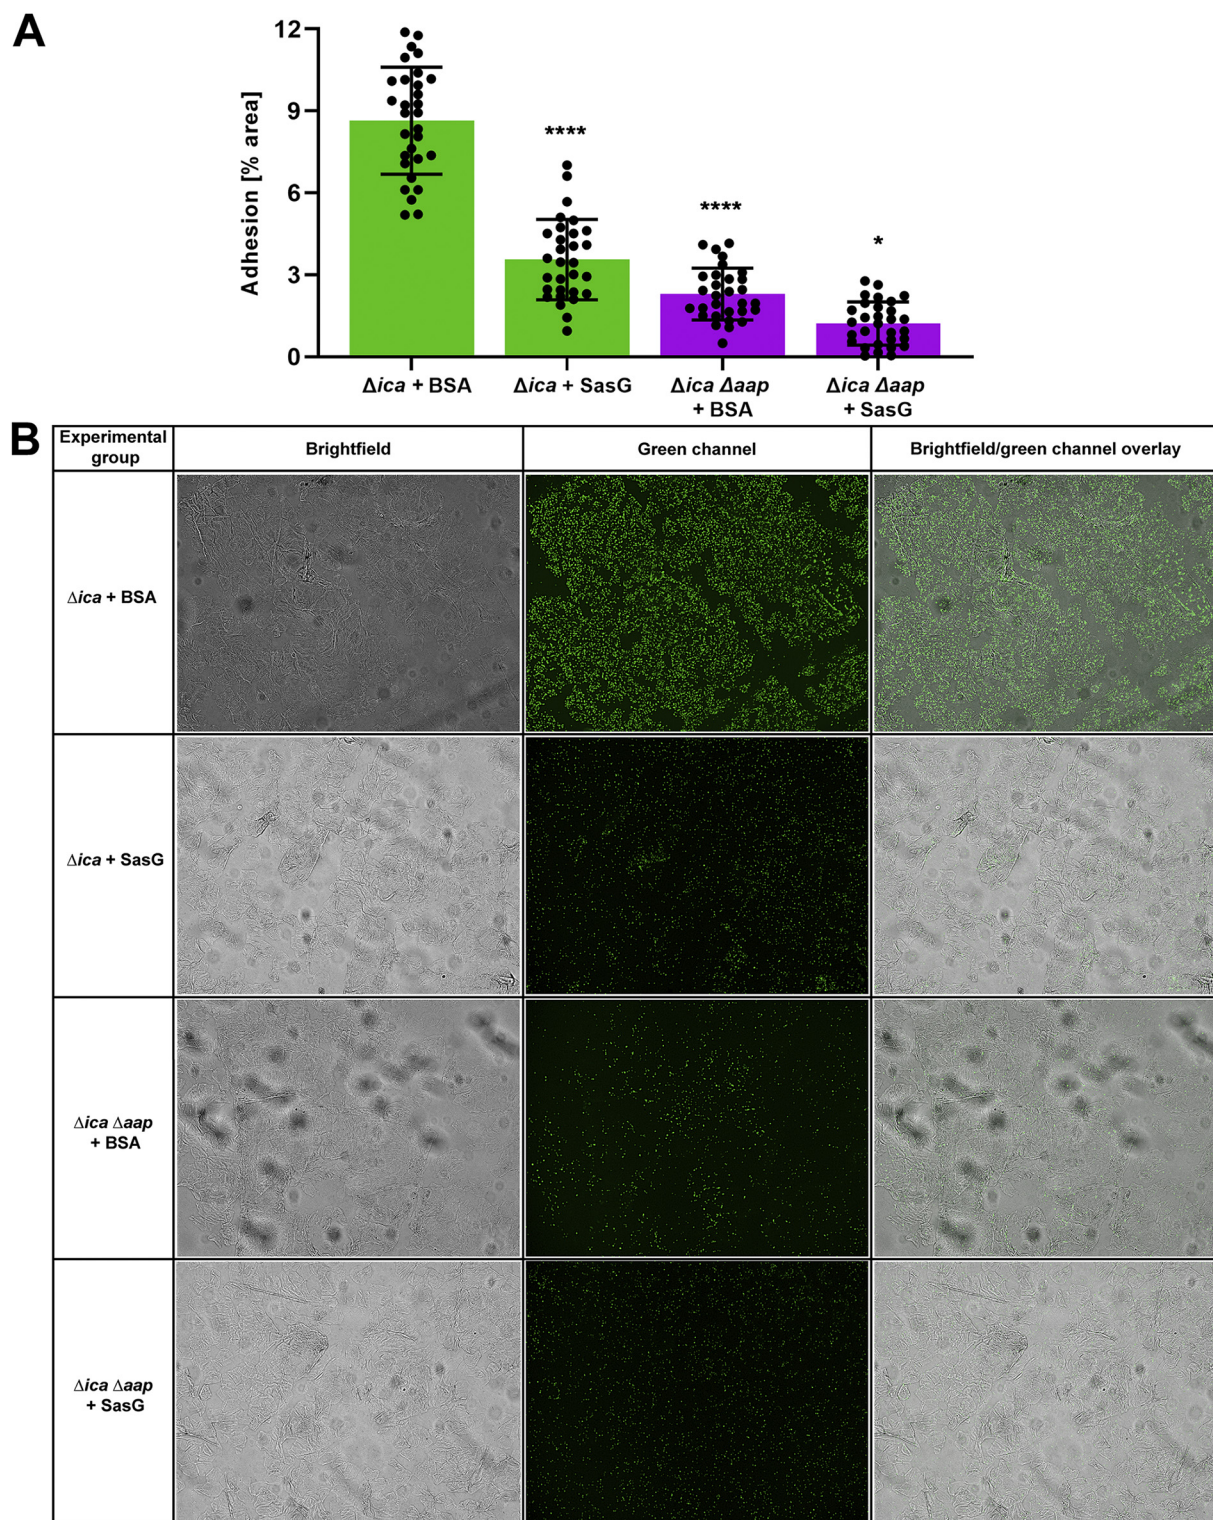 A
12
9
6
3
0
Adhesion [% area]
****
****
*
Δica + BSA
Δica + SasG
Δica Δaap
+ BSA
Δica Δaap
+ SasG
B
Experimental
group
Brightfield
Green channel
Brightfield/green channel overlay
Δica + BSA
Δica + SasG
Δica Δaap
+ BSA
Δica Δaap
+ SasG